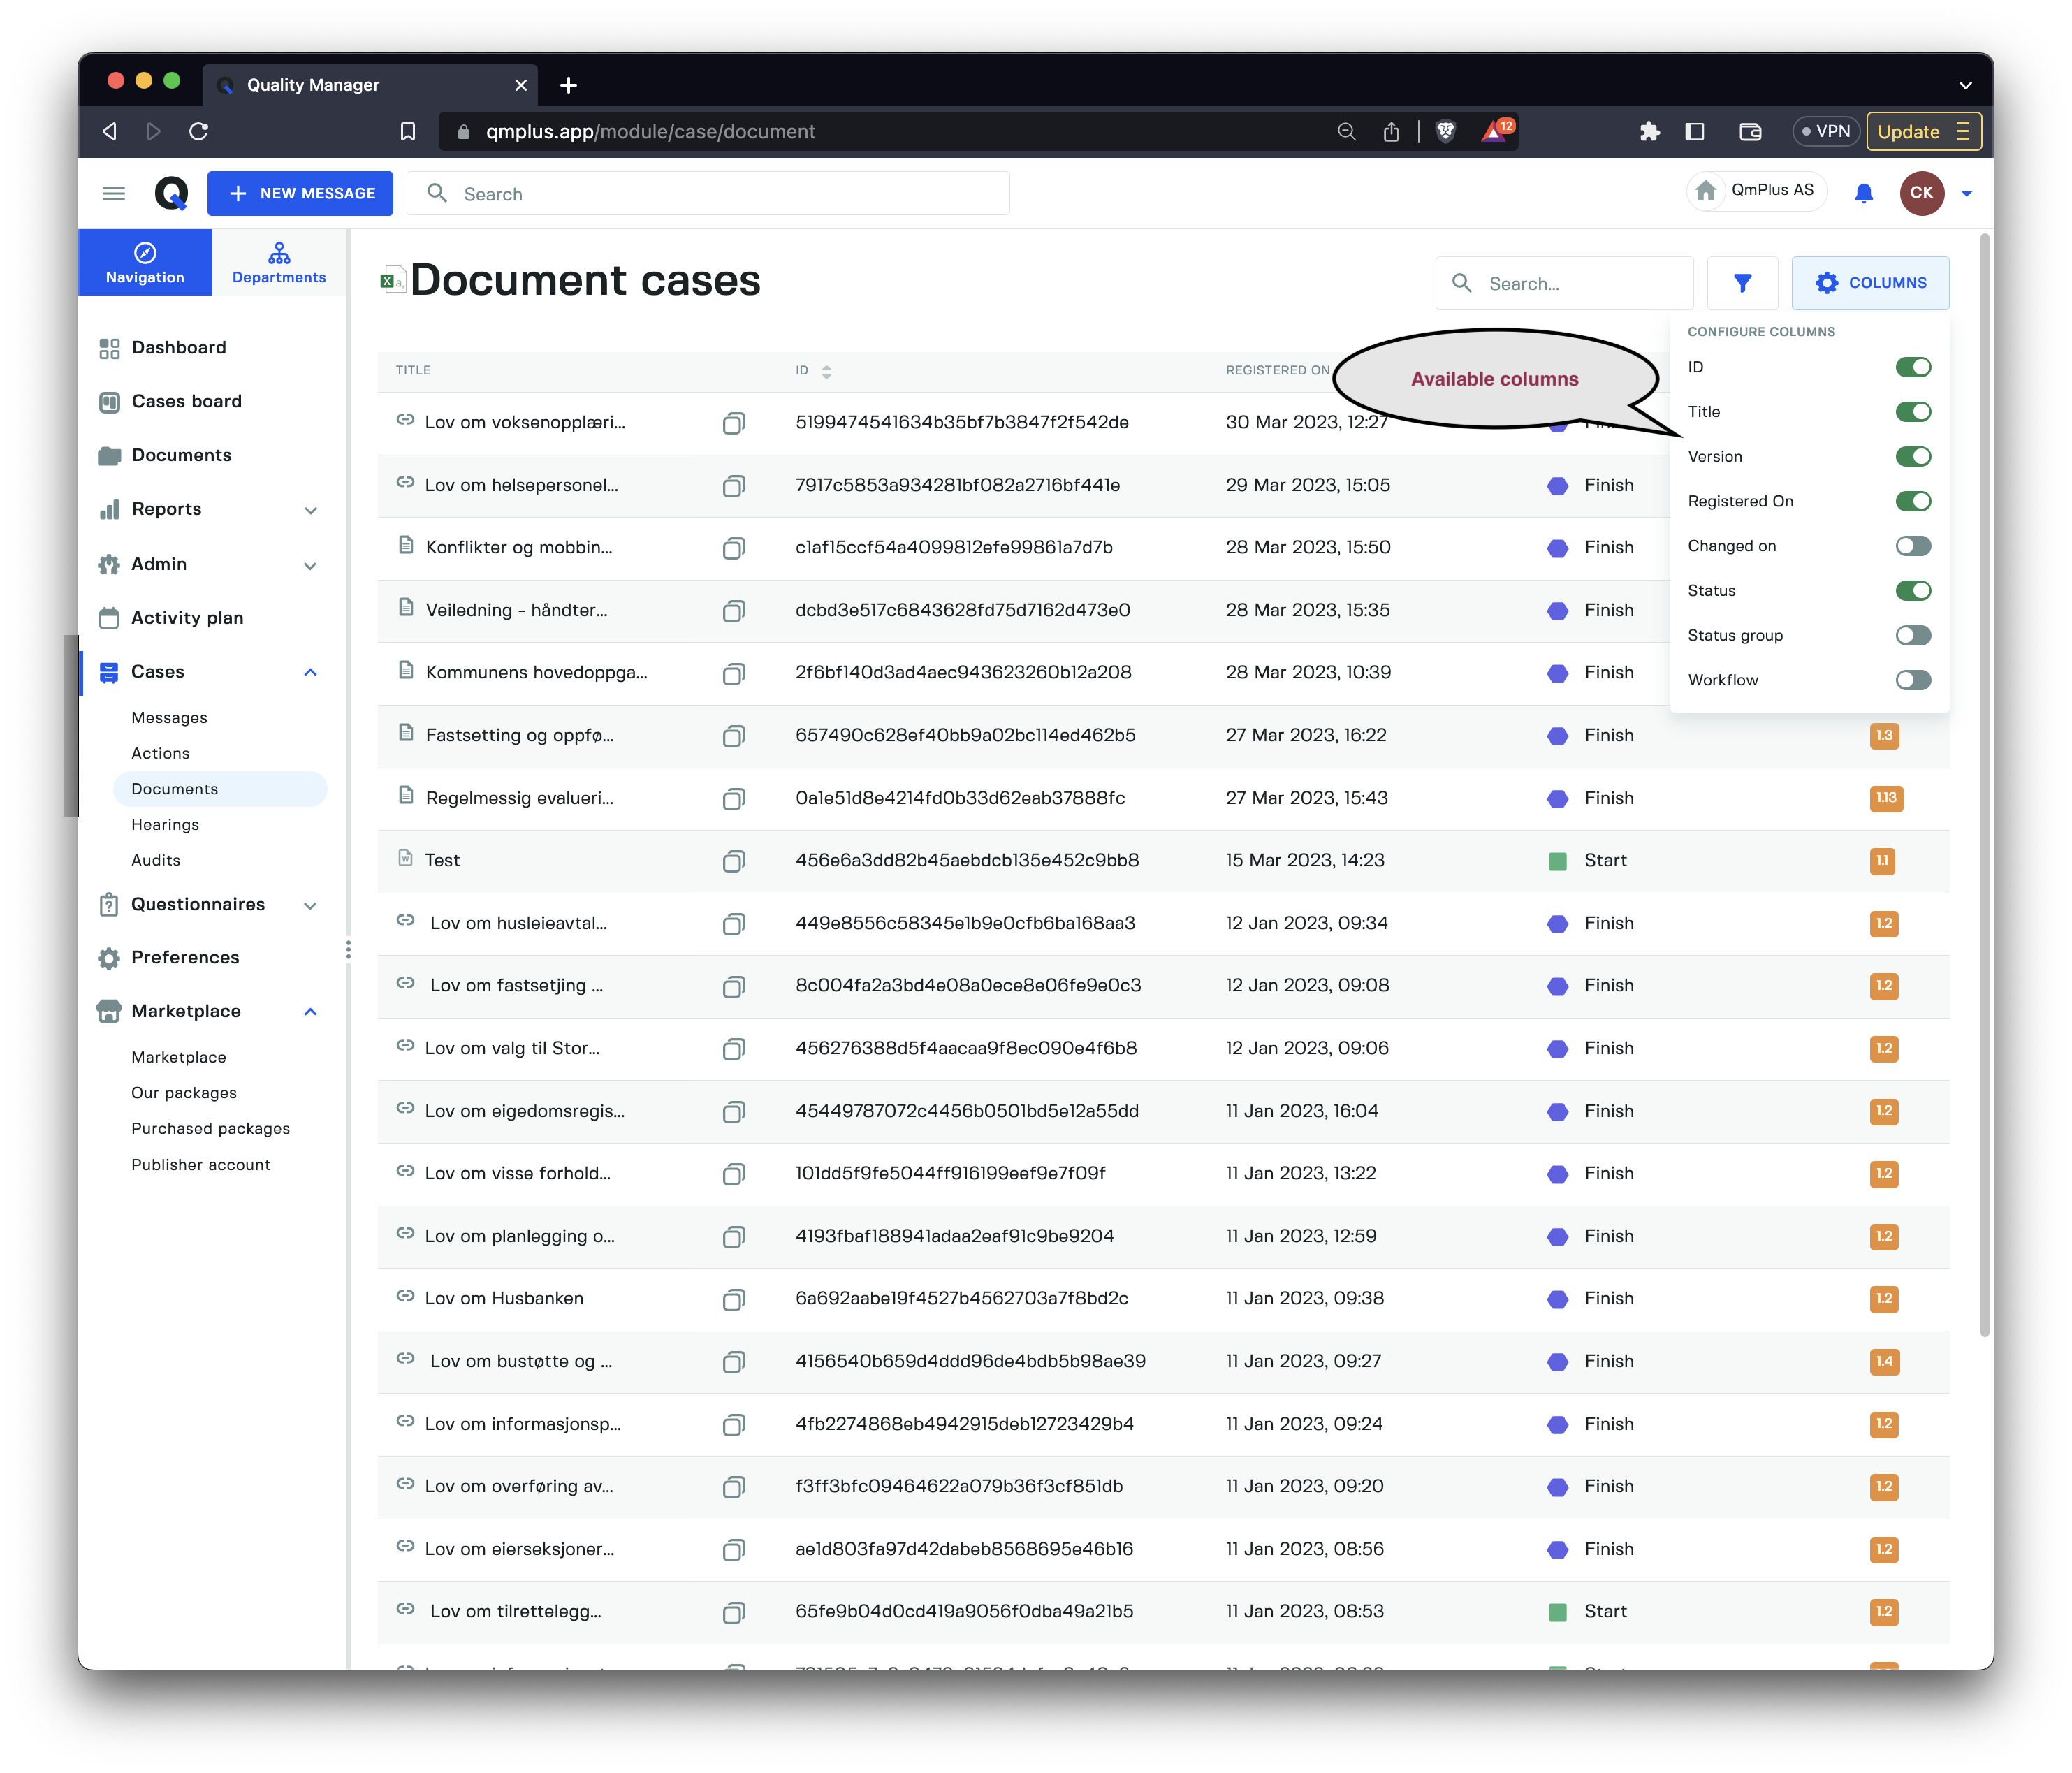 Quality Manager
qmplus.app/module/case/document
12
VPN
Update
NEW MESSAGE
Search
QmPlus AS
CK
Navigation
Departments
Dashboard
Cases board
Documents
Reports
Admin
Activity plan
Cases
Messages
Actions
Documents
Hearings
Audits
Questionnaires
Preferences
Marketplace
Marketplace
Our packages
Purchased packages
Publisher account
Document cases
Search...
COLUMNS
CONFIGURE COLUMNS
ID
Title
Version
Registered On
Changed on
Status
Status group
Workflow
Available columns
TITLE ID REGISTERED ON
Lov om voksenopplæri... 5199474541634b35bf7b3847f2f542de 30 Mar 2023, 12:27
Lov om helsepersonel... 7917c5853a934281bf082a2716bf441e 29 Mar 2023, 15:05 Finish
Konflikter og mobbin... c1af15ccf54a4099812efe99861a7d7b 28 Mar 2023, 15:50 Finish
Veiledning - håndter... dcbd3e517c6843628fd75d7162d473e0 28 Mar 2023, 15:35 Finish
Kommunens hovedoppga... 2f6bf140d3ad4aec943623260b12a208 28 Mar 2023, 10:39 Finish
Fastsetting og oppfø... 657490c628ef40bb9a02bc114ed462b5 27 Mar 2023, 16:22 Finish 1.3
Regelmessig evalueri... 0a1e51d8e4214fd0b33d62eab37888fc 27 Mar 2023, 15:43 Finish 1.13
Test 456e6a3dd82b45aebdcb135e452c9bb8 15 Mar 2023, 14:23 Start 1.1
Lov om husleieavtal... 449e8556c58345e1b9e0cfb6ba168aa3 12 Jan 2023, 09:34 Finish 1.2
Lov om fastsetjing ... 8c004fa2a3bd4e08a0ece8e06fe9e0c3 12 Jan 2023, 09:08 Finish 1.2
Lov om valg til Stor... 456276388d5f4aacaa9f8ec090e4f6b8 12 Jan 2023, 09:06 Finish 1.2
Lov om eigedomsregis... 45449787072c4456b0501bd5e12a55dd 11 Jan 2023, 16:04 Finish 1.2
Lov om visse forhold... 101dd5f9fe5044ff916199eef9e7f09f 11 Jan 2023, 13:22 Finish 1.2
Lov om planlegging o... 4193fbaf188941adaa2eaf91c9be9204 11 Jan 2023, 12:59 Finish 1.2
Lov om Husbanken 6a692aabe19f4527b4562703a7f8bd2c 11 Jan 2023, 09:38 Finish 1.2
Lov om bustøtte og ... 4156540b659d4ddd96de4bdb5b98ae39 11 Jan 2023, 09:27 Finish 1.4
Lov om informasjonsp... 4fb2274868eb4942915deb12723429b4 11 Jan 2023, 09:24 Finish 1.2
Lov om overføring av... f3ff3bfc09464622a079b36f3cf851db 11 Jan 2023, 09:20 Finish 1.2
Lov om eierseksjoner... ae1d803fa97d42dabeb8568695e46b16 11 Jan 2023, 08:56 Finish 1.2
Lov om tilrettelegg... 65fe9b04d0cd419a9056f0dba49a21b5 11 Jan 2023, 08:53 Start 1.2